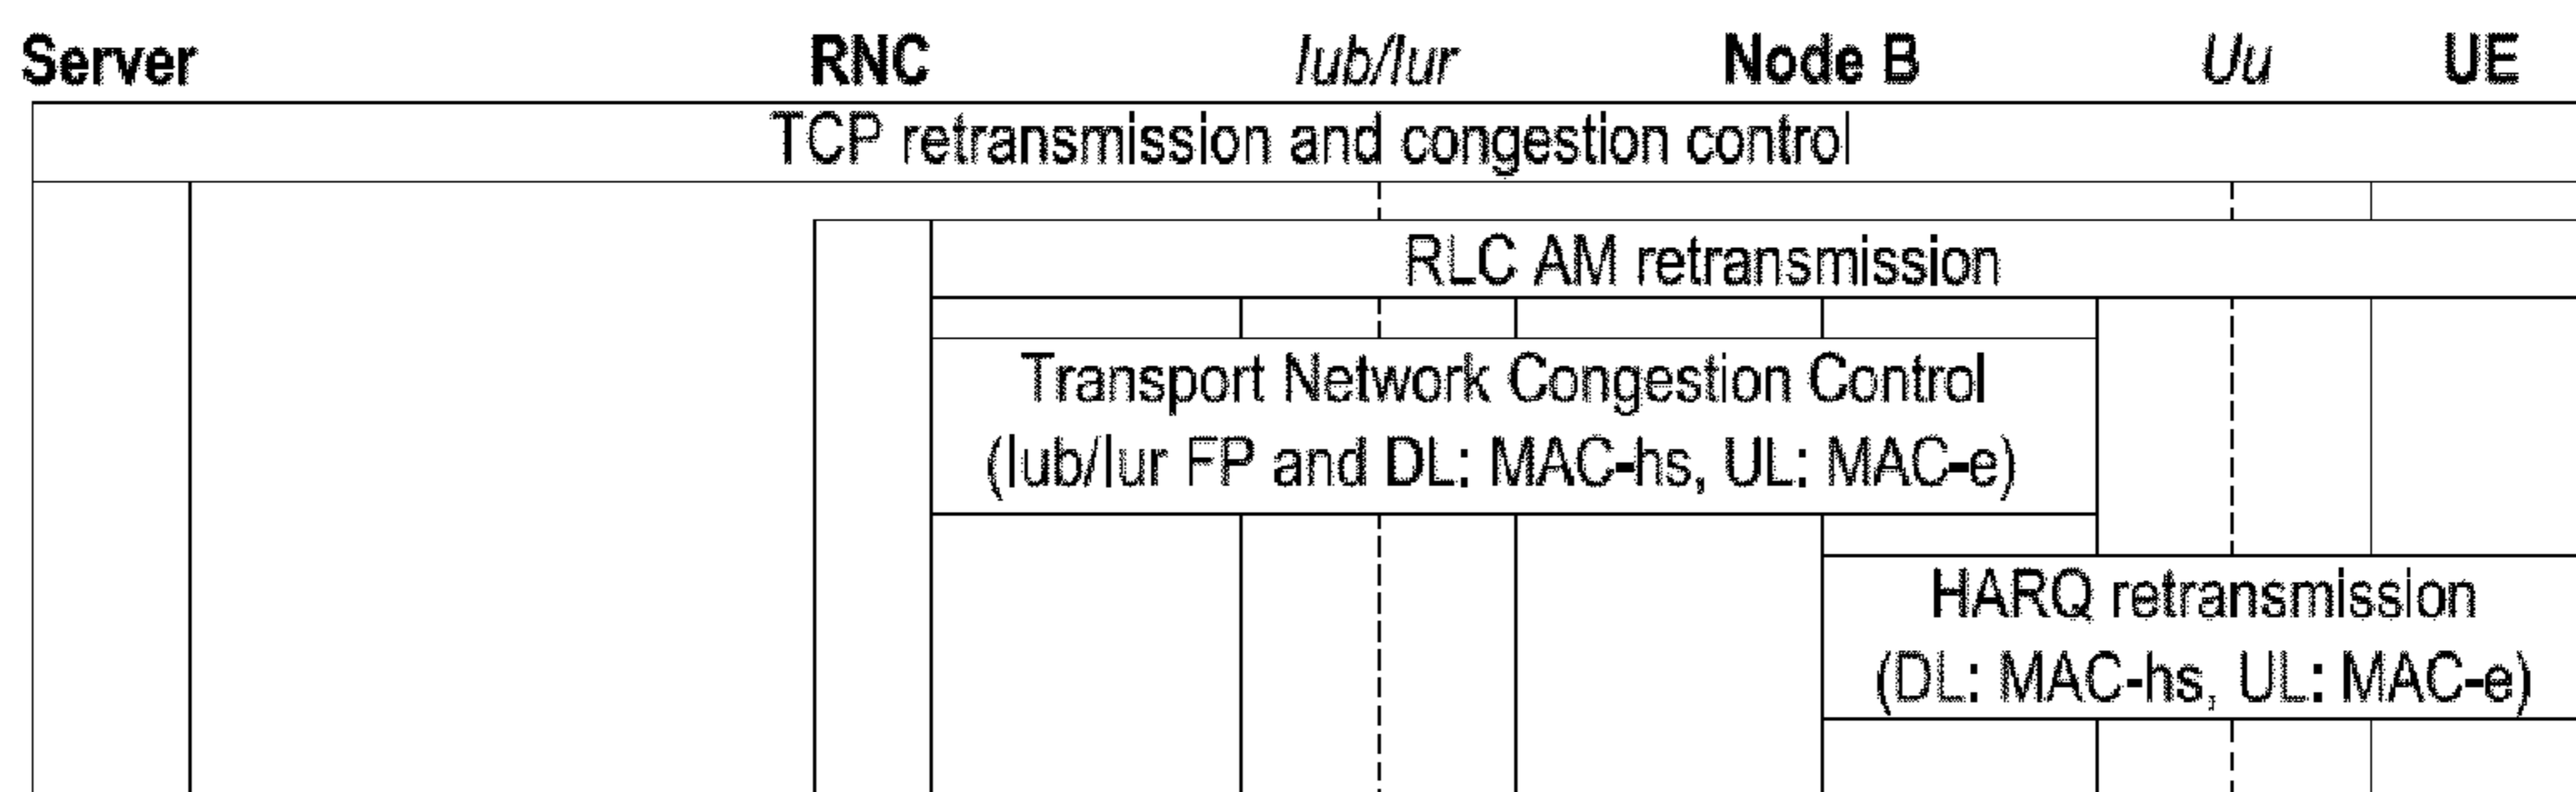 Server RNC Iub/Iur Node B Uu UE
TCP retransmission and congestion control
RLC AM retransmission
Transport Network Congestion Control
(Iub/Iur FP and DL: MAC-hs, UL: MAC-e)
HARQ retransmission
(DL: MAC-hs, UL: MAC-e)